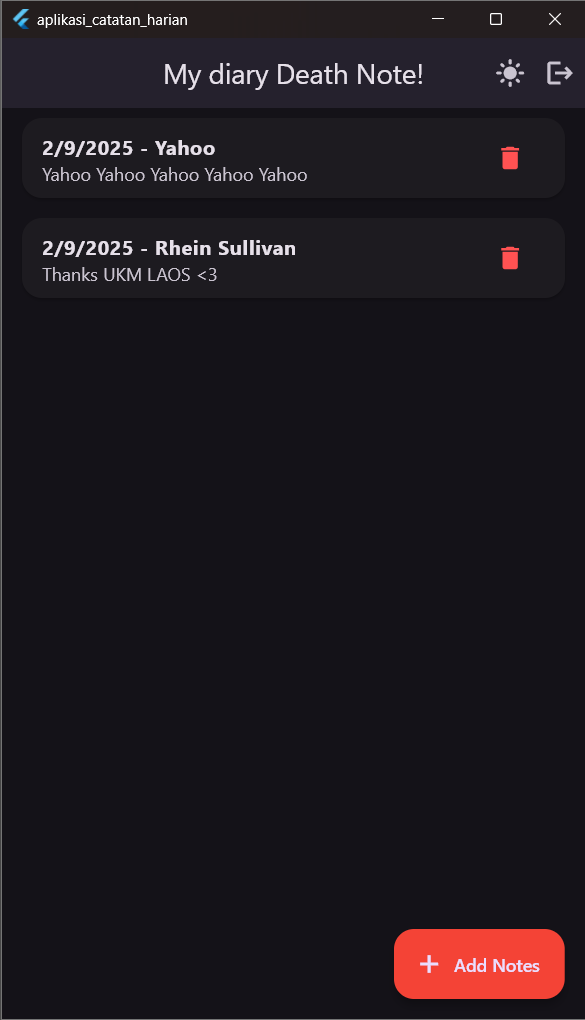 aplikasi_catatan_harian
My diary Death Note!
2/9/2025 - Yahoo
Yahoo Yahoo Yahoo Yahoo Yahoo
2/9/2025 - Rhein Sullivan
Thanks UKM LAOS <3
Add Notes